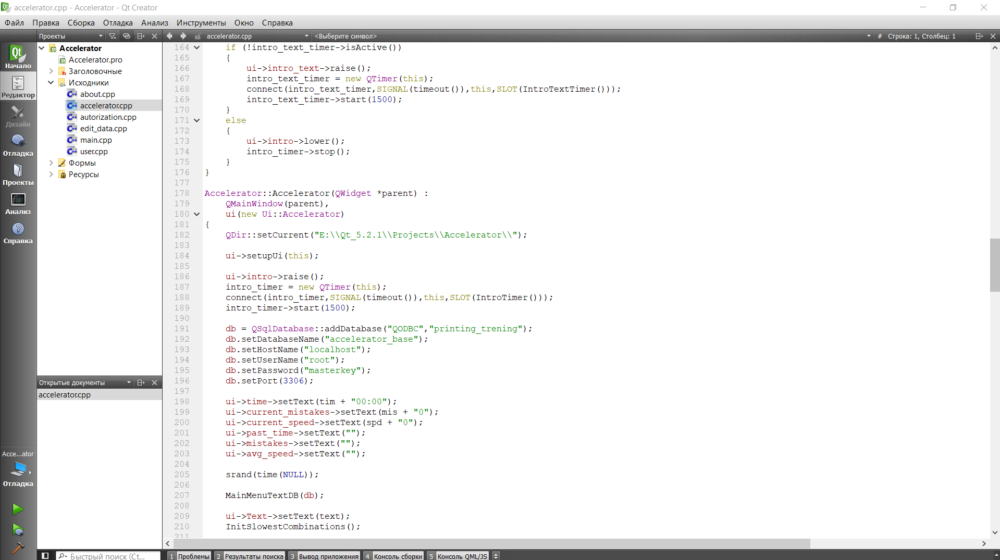 accelerator.cpp - Accelerator - Qt Creator
Файл Правка Сборка Отладка Анализ Инструменты Окно Справка
Проекты
accelerator.cpp
<Выберите символ>
# Строка: 1, Столбец: 1
Начало
Редактор
Дизайн
Отладка
Проекты
Анализ
Справка
Acce...ator
Отладка
Accelerator
Accelerator.pro
Заголовочные
Исходники
about.cpp
accelerator.cpp
autorization.cpp
edit_data.cpp
main.cpp
user.cpp
Формы
Ресурсы
Открытые документы
accelerator.cpp
164     if (!intro_text_timer->isActive())
165     {
166         ui->intro_text->raise();
167         intro_text_timer = new QTimer(this);
168         connect(intro_text_timer,SIGNAL(timeout()),this,SLOT(IntroTextTimer()));
169         intro_text_timer->start(1500);
170     }
171     else
172     {
173         ui->intro->lower();
174         intro_timer->stop();
175     }
176 }
177
178 Accelerator::Accelerator(QWidget *parent) :
179     QMainWindow(parent),
180     ui(new Ui::Accelerator)
181 {
182     QDir::setCurrent("E:\\Qt_5.2.1\\Projects\\Accelerator\\");
183
184     ui->setupUi(this);
185
186     ui->intro->raise();
187     intro_timer = new QTimer(this);
188     connect(intro_timer,SIGNAL(timeout()),this,SLOT(IntroTimer()));
189     intro_timer->start(1500);
190
191     db = QSqlDatabase::addDatabase("QODBC","printing_trening");
192     db.setDatabaseName("accelerator_base");
193     db.setHostName("localhost");
194     db.setUserName("root");
195     db.setPassword("masterkey");
196     db.setPort(3306);
197
198     ui->time->setText(tim + "00:00");
199     ui->current_mistakes->setText(mis + "0");
200     ui->current_speed->setText(spd + "0");
201     ui->past_time->setText("");
202     ui->mistakes->setText("");
203     ui->avg_speed->setText("");
204
205     srand(time(NULL));
206
207     MainMenuTextDB(db);
208
209     ui->Text->setText(text);
210     InitSlowestCombinations();
211
Быстрый поиск (Ct...
1 Проблемы 2 Результаты поиска 3 Вывод приложения 4 Консоль сборки 5 Консоль QML/JS